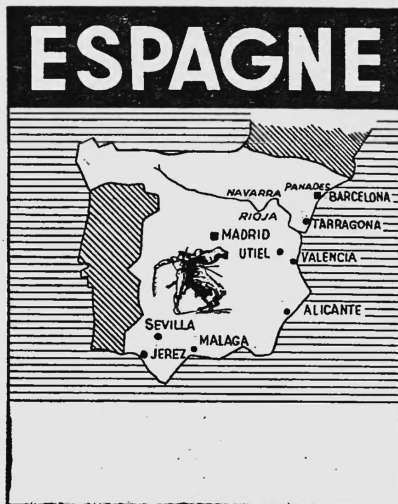 ESPAGNE
NAVARRA
PANADES
BARCELONA
RIOJA
TARRAGONA
MADRID
UTIEL
VALENCIA
ALICANTE
SEVILLA
MALAGA
JEREZ